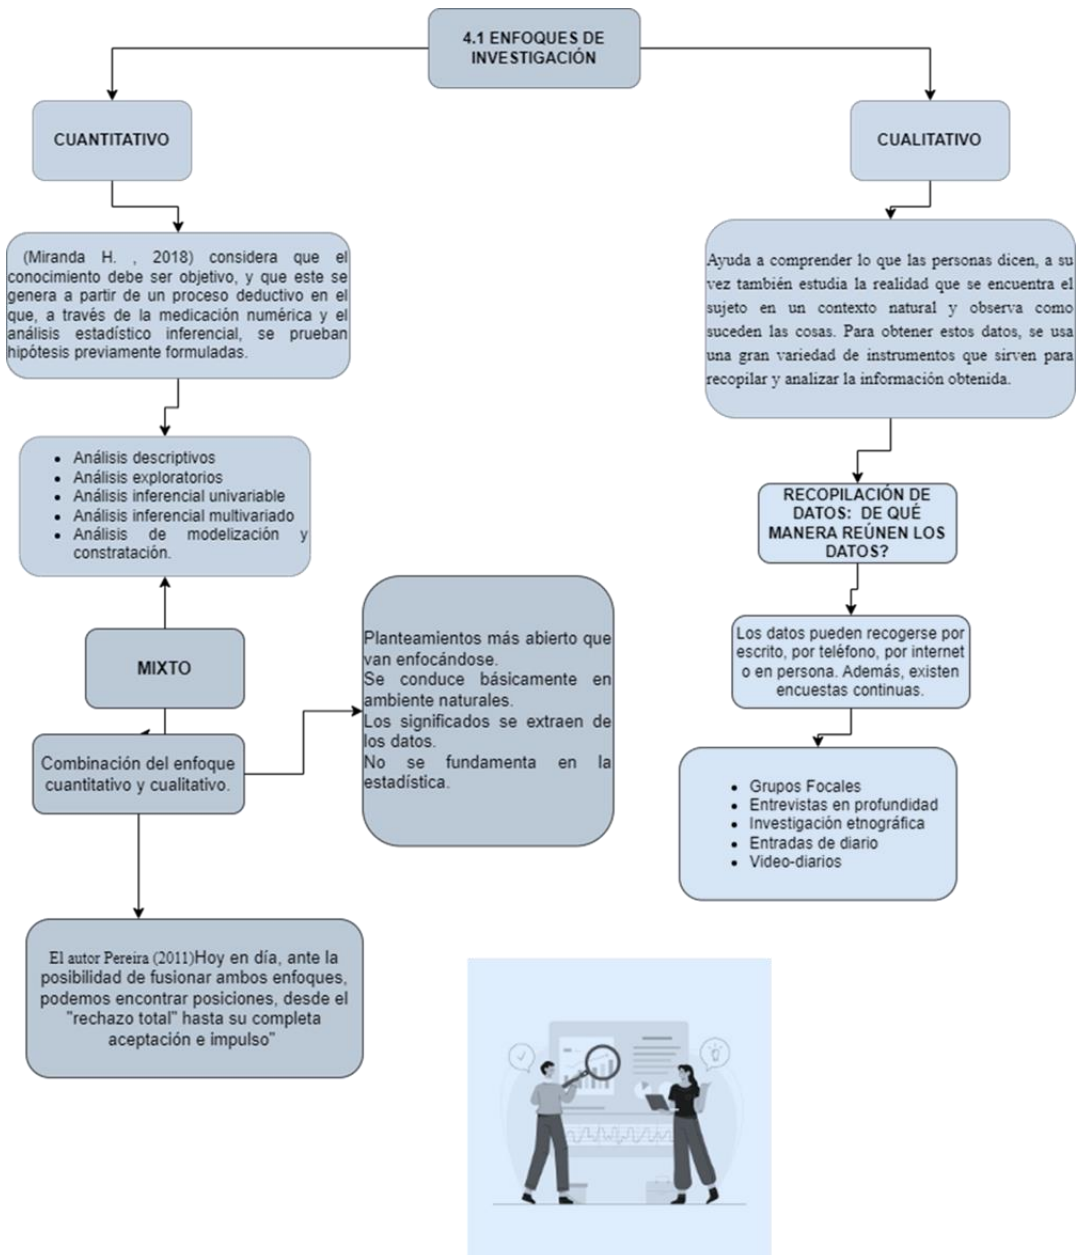 4.1 ENFOQUES DE
INVESTIGACIÓN
CUANTITATIVO
(Miranda H. , 2018) considera que el
conocimiento debe ser objetivo, y que este se
genera a partir de un proceso deductivo en el
que, a través de la medicación numérica y el
análisis estadístico inferencial, se prueban
hipótesis previamente formuladas.
• Análisis descriptivos
• Análisis exploratorios
• Análisis inferencial univariable
• Análisis inferencial multivariado
• Análisis de modelización y
constratación.
MIXTO
Combinación del enfoque
cuantitativo y cualitativo.
Planteamientos más abierto que
van enfocándose.
Se conduce básicamente en
ambiente naturales.
Los significados se extraen de
los datos.
No se fundamenta en la
estadística.
El autor Pereira (2011)Hoy en día, ante la
posibilidad de fusionar ambos enfoques,
podemos encontrar posiciones, desde el
"rechazo total" hasta su completa
aceptación e impulso"
CUALITATIVO
Ayuda a comprender lo que las personas dicen, a su
vez también estudia la realidad que se encuentra el
sujeto en un contexto natural y observa como
suceden las cosas. Para obtener estos datos, se usa
una gran variedad de instrumentos que sirven para
recopilar y analizar la información obtenida.
RECOPILACIÓN DE
DATOS: DE QUÉ
MANERA REÚNEN LOS
DATOS?
Los datos pueden recogerse por
escrito, por teléfono, por internet
o en persona. Además, existen
encuestas continuas.
• Grupos Focales
• Entrevistas en profundidad
• Investigación etnográfica
• Entradas de diario
• Video-diarios